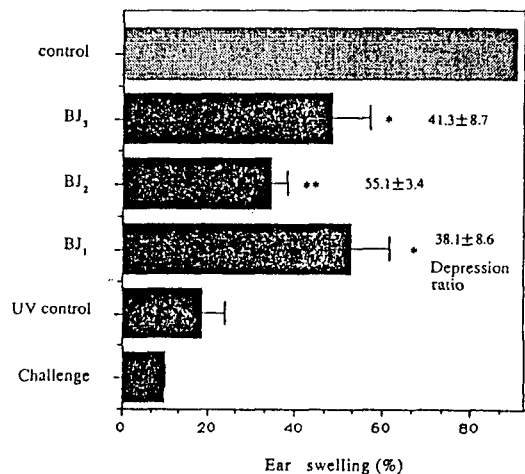 control
BJ₃ * 41.3±8.7
BJ₂ ** 55.1±3.4
BJ₁ * 38.1±8.6
Depression
ratio
UV control
Challenge
0 20 40 60 80
Ear swelling (%)